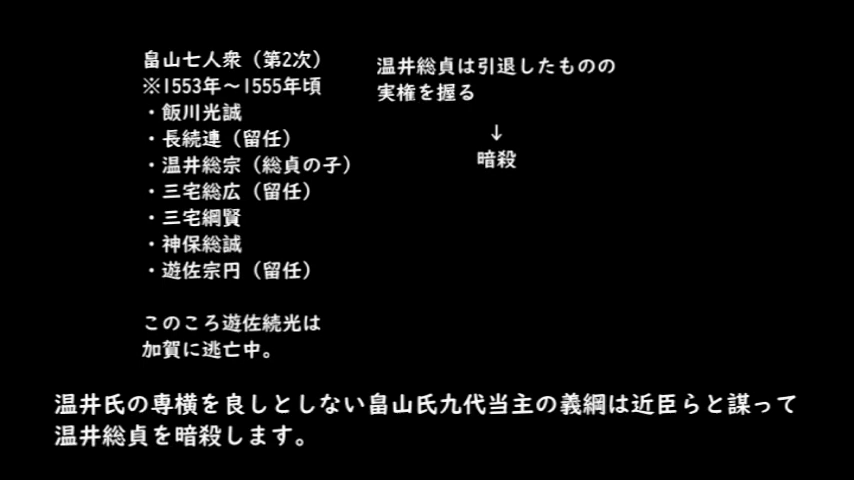 畠山七人衆（第2次）
※1553年～1555年頃
・飯川光誠
・長続連（留任）
・温井総宗（総貞の子）
・三宅総広（留任）
・三宅綱賢
・神保総誠
・遊佐宗円（留任）
このころ遊佐続光は
加賀に逃亡中。
温井総貞は引退したものの
実権を握る
↓
暗殺
温井氏の専横を良しとしない畠山氏九代当主の義綱は近臣らと謀って
温井総貞を暗殺します。